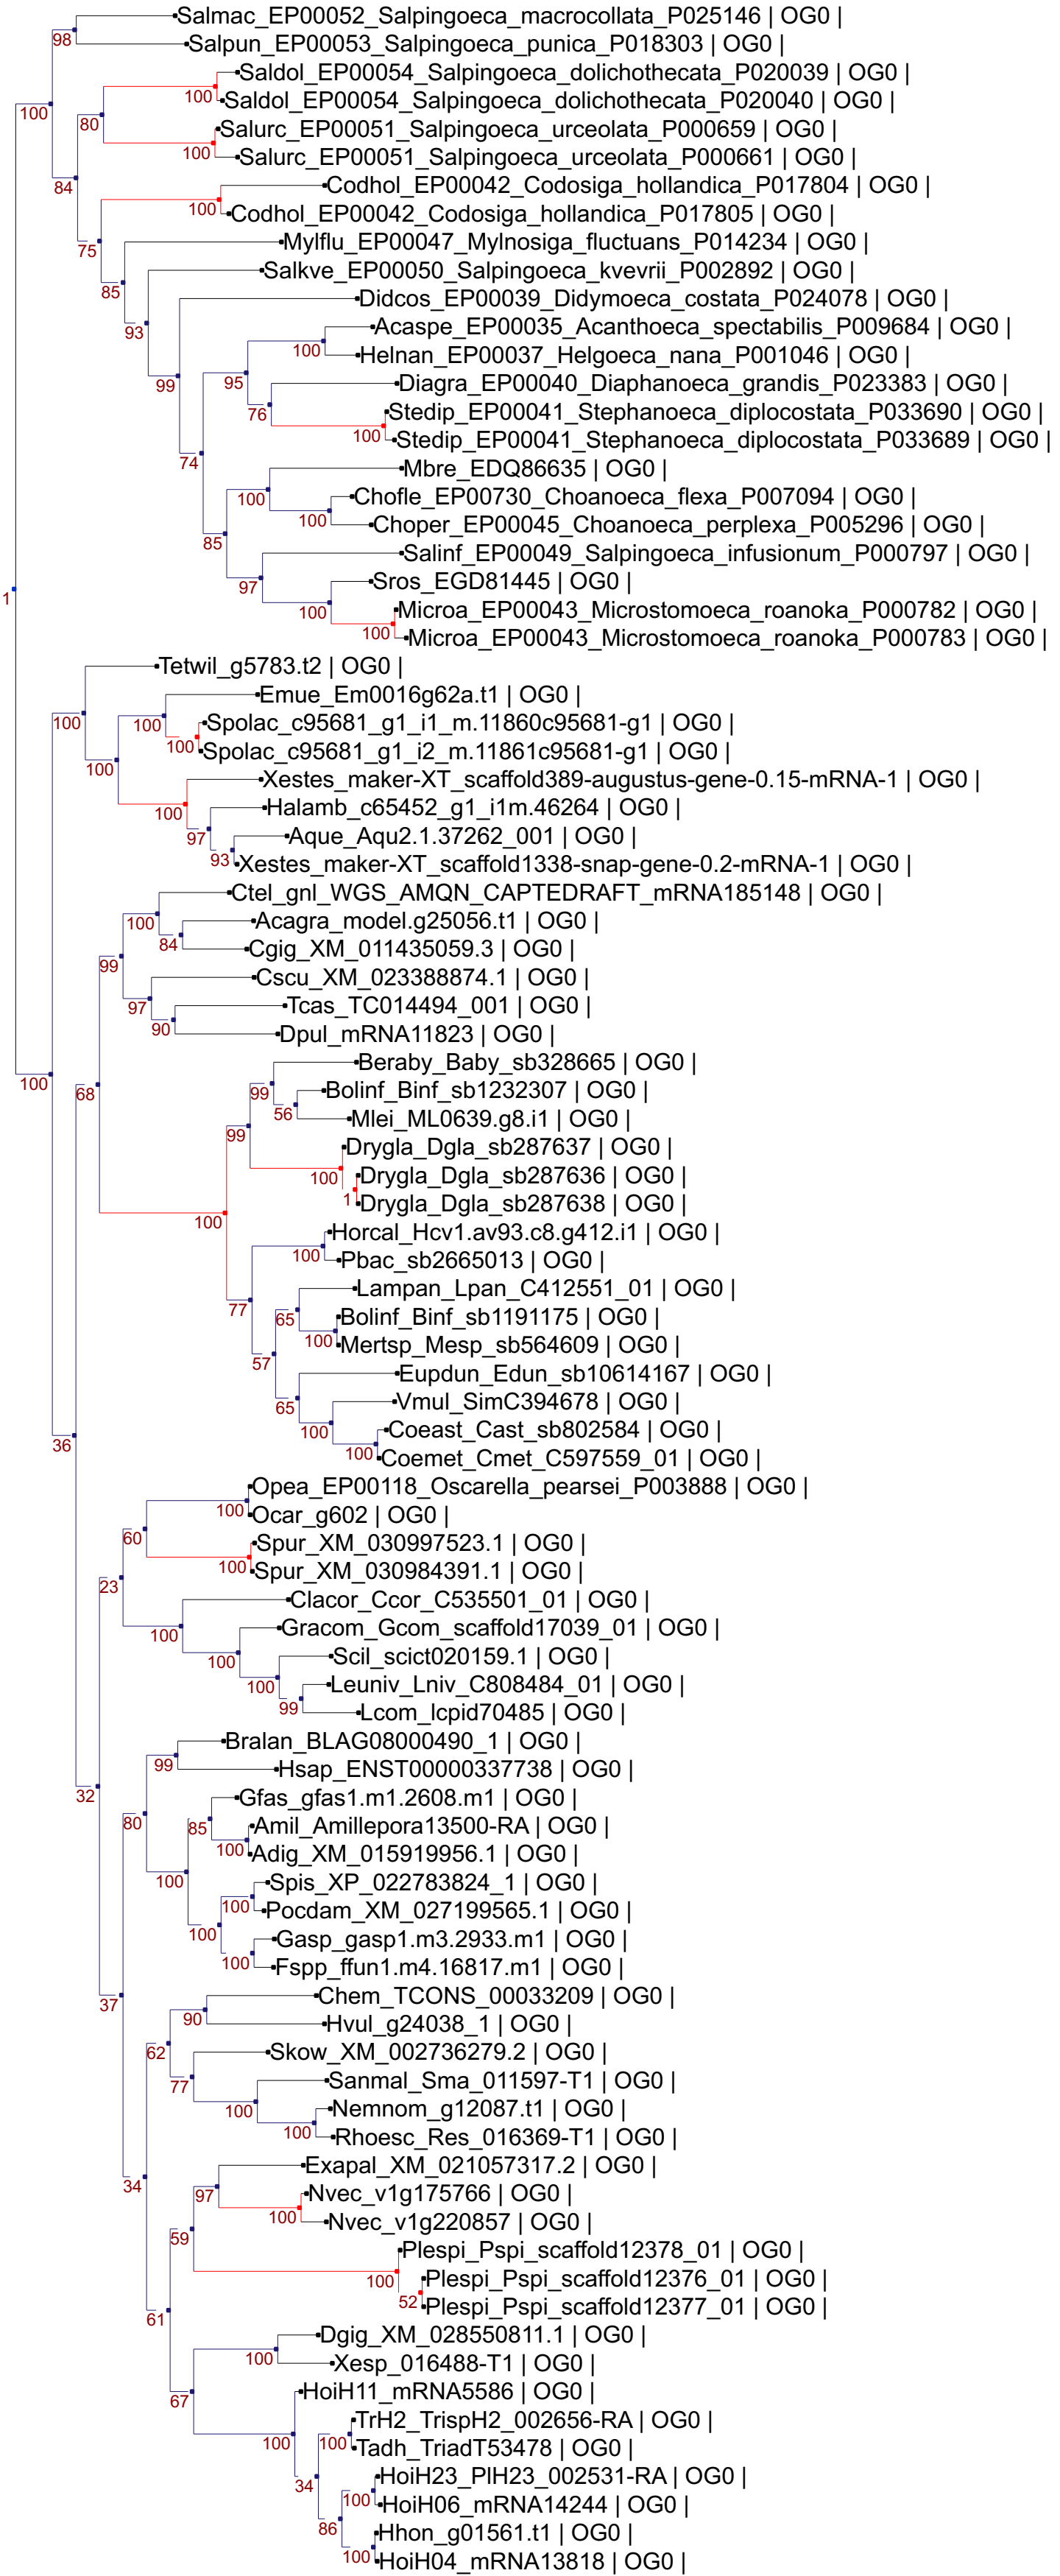 Salmac_EP00052_Salpingoeca_macrocollata_P025146 | OG0 |
98
Salpun_EP00053_Salpingoeca_punica_P018303 | OG0 |
Saldol_EP00054_Salpingoeca_dolichothecata_P020039 | OG0 |
100
Saldol_EP00054_Salpingoeca_dolichothecata_P020040 | OG0 |
100
80
Salurc_EP00051_Salpingoeca_urceolata_P000659 | OG0 |
100
Salurc_EP00051_Salpingoeca_urceolata_P000661 | OG0 |
84
Codhol_EP00042_Codosiga_hollandica_P017804 | OG0 |
100
Codhol_EP00042_Codosiga_hollandica_P017805 | OG0 |
75
Mylflu_EP00047_Mylnosiga_fluctuans_P014234 | OG0 |
Salkve_EP00050_Salpingoeca_kvevrii_P002892 | OG0 |
85
Didcos_EP00039_Didymoeca_costata_P024078 | OG0 |
93
Acaspe_EP00035_Acanthoeca_spectabilis_P009684 | OG0 |
100
Helnan_EP00037_Helgoeca_nana_P001046 | OG0 |
99
95
Diagra_EP00040_Diaphanoeca_grandis_P023383 | OG0 |
76
Stedip_EP00041_Stephanoeca_diplocostata_P033690 | OG0 |
100
Stedip_EP00041_Stephanoeca_diplocostata_P033689 | OG0 |
74
Mbre_EDQ86635 | OG0 |
100
Chofle_EP00730_Choanoeca_flexa_P007094 | OG0 |
100
Choper_EP00045_Choanoeca_perplexa_P005296 | OG0 |
85
Salinf_EP00049_Salpingoeca_infusionum_P000797 | OG0 |
97
Sros_EGD81445 | OG0 |
1
100
Microa_EP00043_Microstomoeca_roanoka_P000782 | OG0 |
100
Microa_EP00043_Microstomoeca_roanoka_P000783 | OG0 |
Tetwil_g5783.t2 | OG0 |
Emue_Em0016g62a.t1 | OG0 |
100
100
Spolac_c95681_g1_i1_m.11860c95681-g1 | OG0 |
100
Spolac_c95681_g1_i2_m.11861c95681-g1 | OG0 |
100
Xestes_maker-XT_scaffold389-augustus-gene-0.15-mRNA-1 | OG0 |
100
Halamb_c65452_g1_i1m.46264 | OG0 |
97
Aque_Aqu2.1.37262_001 | OG0 |
93
Xestes_maker-XT_scaffold1338-snap-gene-0.2-mRNA-1 | OG0 |
Ctel_gnl_WGS_AMQN_CAPTEDRAFT_mRNA185148 | OG0 |
100
Acagra_model.g25056.t1 | OG0 |
84
Cgig_XM_011435059.3 | OG0 |
99
Cscu_XM_023388874.1 | OG0 |
97
Tcas_TC014494_001 | OG0 |
90
Dpul_mRNA11823 | OG0 |
100
68
Beraby_Baby_sb328665 | OG0 |
99
Bolinf_Binf_sb1232307 | OG0 |
56
Mlei_ML0639.g8.i1 | OG0 |
99
Drygla_Dgla_sb287637 | OG0 |
100
Drygla_Dgla_sb287636 | OG0 |
1
Drygla_Dgla_sb287638 | OG0 |
100
Horcal_Hcv1.av93.c8.g412.i1 | OG0 |
100
Pbac_sb2665013 | OG0 |
77
Lampan_Lpan_C412551_01 | OG0 |
65
Bolinf_Binf_sb1191175 | OG0 |
100
Mertsp_Mesp_sb564609 | OG0 |
57
Eupdun_Edun_sb10614167 | OG0 |
65
Vmul_SimC394678 | OG0 |
100
Coeast_Cast_sb802584 | OG0 |
36
100
Coemet_Cmet_C597559_01 | OG0 |
Opea_EP00118_Oscarella_pearsei_P003888 | OG0 |
100
Ocar_g602 | OG0 |
60
Spur_XM_030997523.1 | OG0 |
100
Spur_XM_030984391.1 | OG0 |
23
Clacor_Ccor_C535501_01 | OG0 |
100
Gracom_Gcom_scaffold17039_01 | OG0 |
100
Scil_scict020159.1 | OG0 |
100
Leuniv_Lniv_C808484_01 | OG0 |
99
Lcom_lcpid70485 | OG0 |
Bralan_BLAG08000490_1 | OG0 |
99
Hsap_ENST00000337738 | OG0 |
32
Gfas_gfas1.m1.2608.m1 | OG0 |
80
85
Amil_Amillepora13500-RA | OG0 |
100
Adig_XM_015919956.1 | OG0 |
100
Spis_XP_022783824_1 | OG0 |
100
Pocdam_XM_027199565.1 | OG0 |
100
Gasp_gasp1.m3.2933.m1 | OG0 |
100
Fspp_ffun1.m4.16817.m1 | OG0 |
37
Chem_TCONS_00033209 | OG0 |
90
Hvul_g24038_1 | OG0 |
62
Skow_XM_002736279.2 | OG0 |
77
Sanmal_Sma_011597-T1 | OG0 |
100
Nemnom_g12087.t1 | OG0 |
100
Rhoesc_Res_016369-T1 | OG0 |
34
Exapal_XM_021057317.2 | OG0 |
97
Nvec_v1g175766 | OG0 |
100
Nvec_v1g220857 | OG0 |
59
Plespi_Pspi_scaffold12378_01 | OG0 |
100
Plespi_Pspi_scaffold12376_01 | OG0 |
52
Plespi_Pspi_scaffold12377_01 | OG0 |
61
Dgig_XM_028550811.1 | OG0 |
100
Xesp_016488-T1 | OG0 |
67
HoiH11_mRNA5586 | OG0 |
100
TrH2_TrispH2_002656-RA | OG0 |
100
Tadh_TriadT53478 | OG0 |
34
HoiH23_PlH23_002531-RA | OG0 |
100
HoiH06_mRNA14244 | OG0 |
86
Hhon_g01561.t1 | OG0 |
100
HoiH04_mRNA13818 | OG0 |